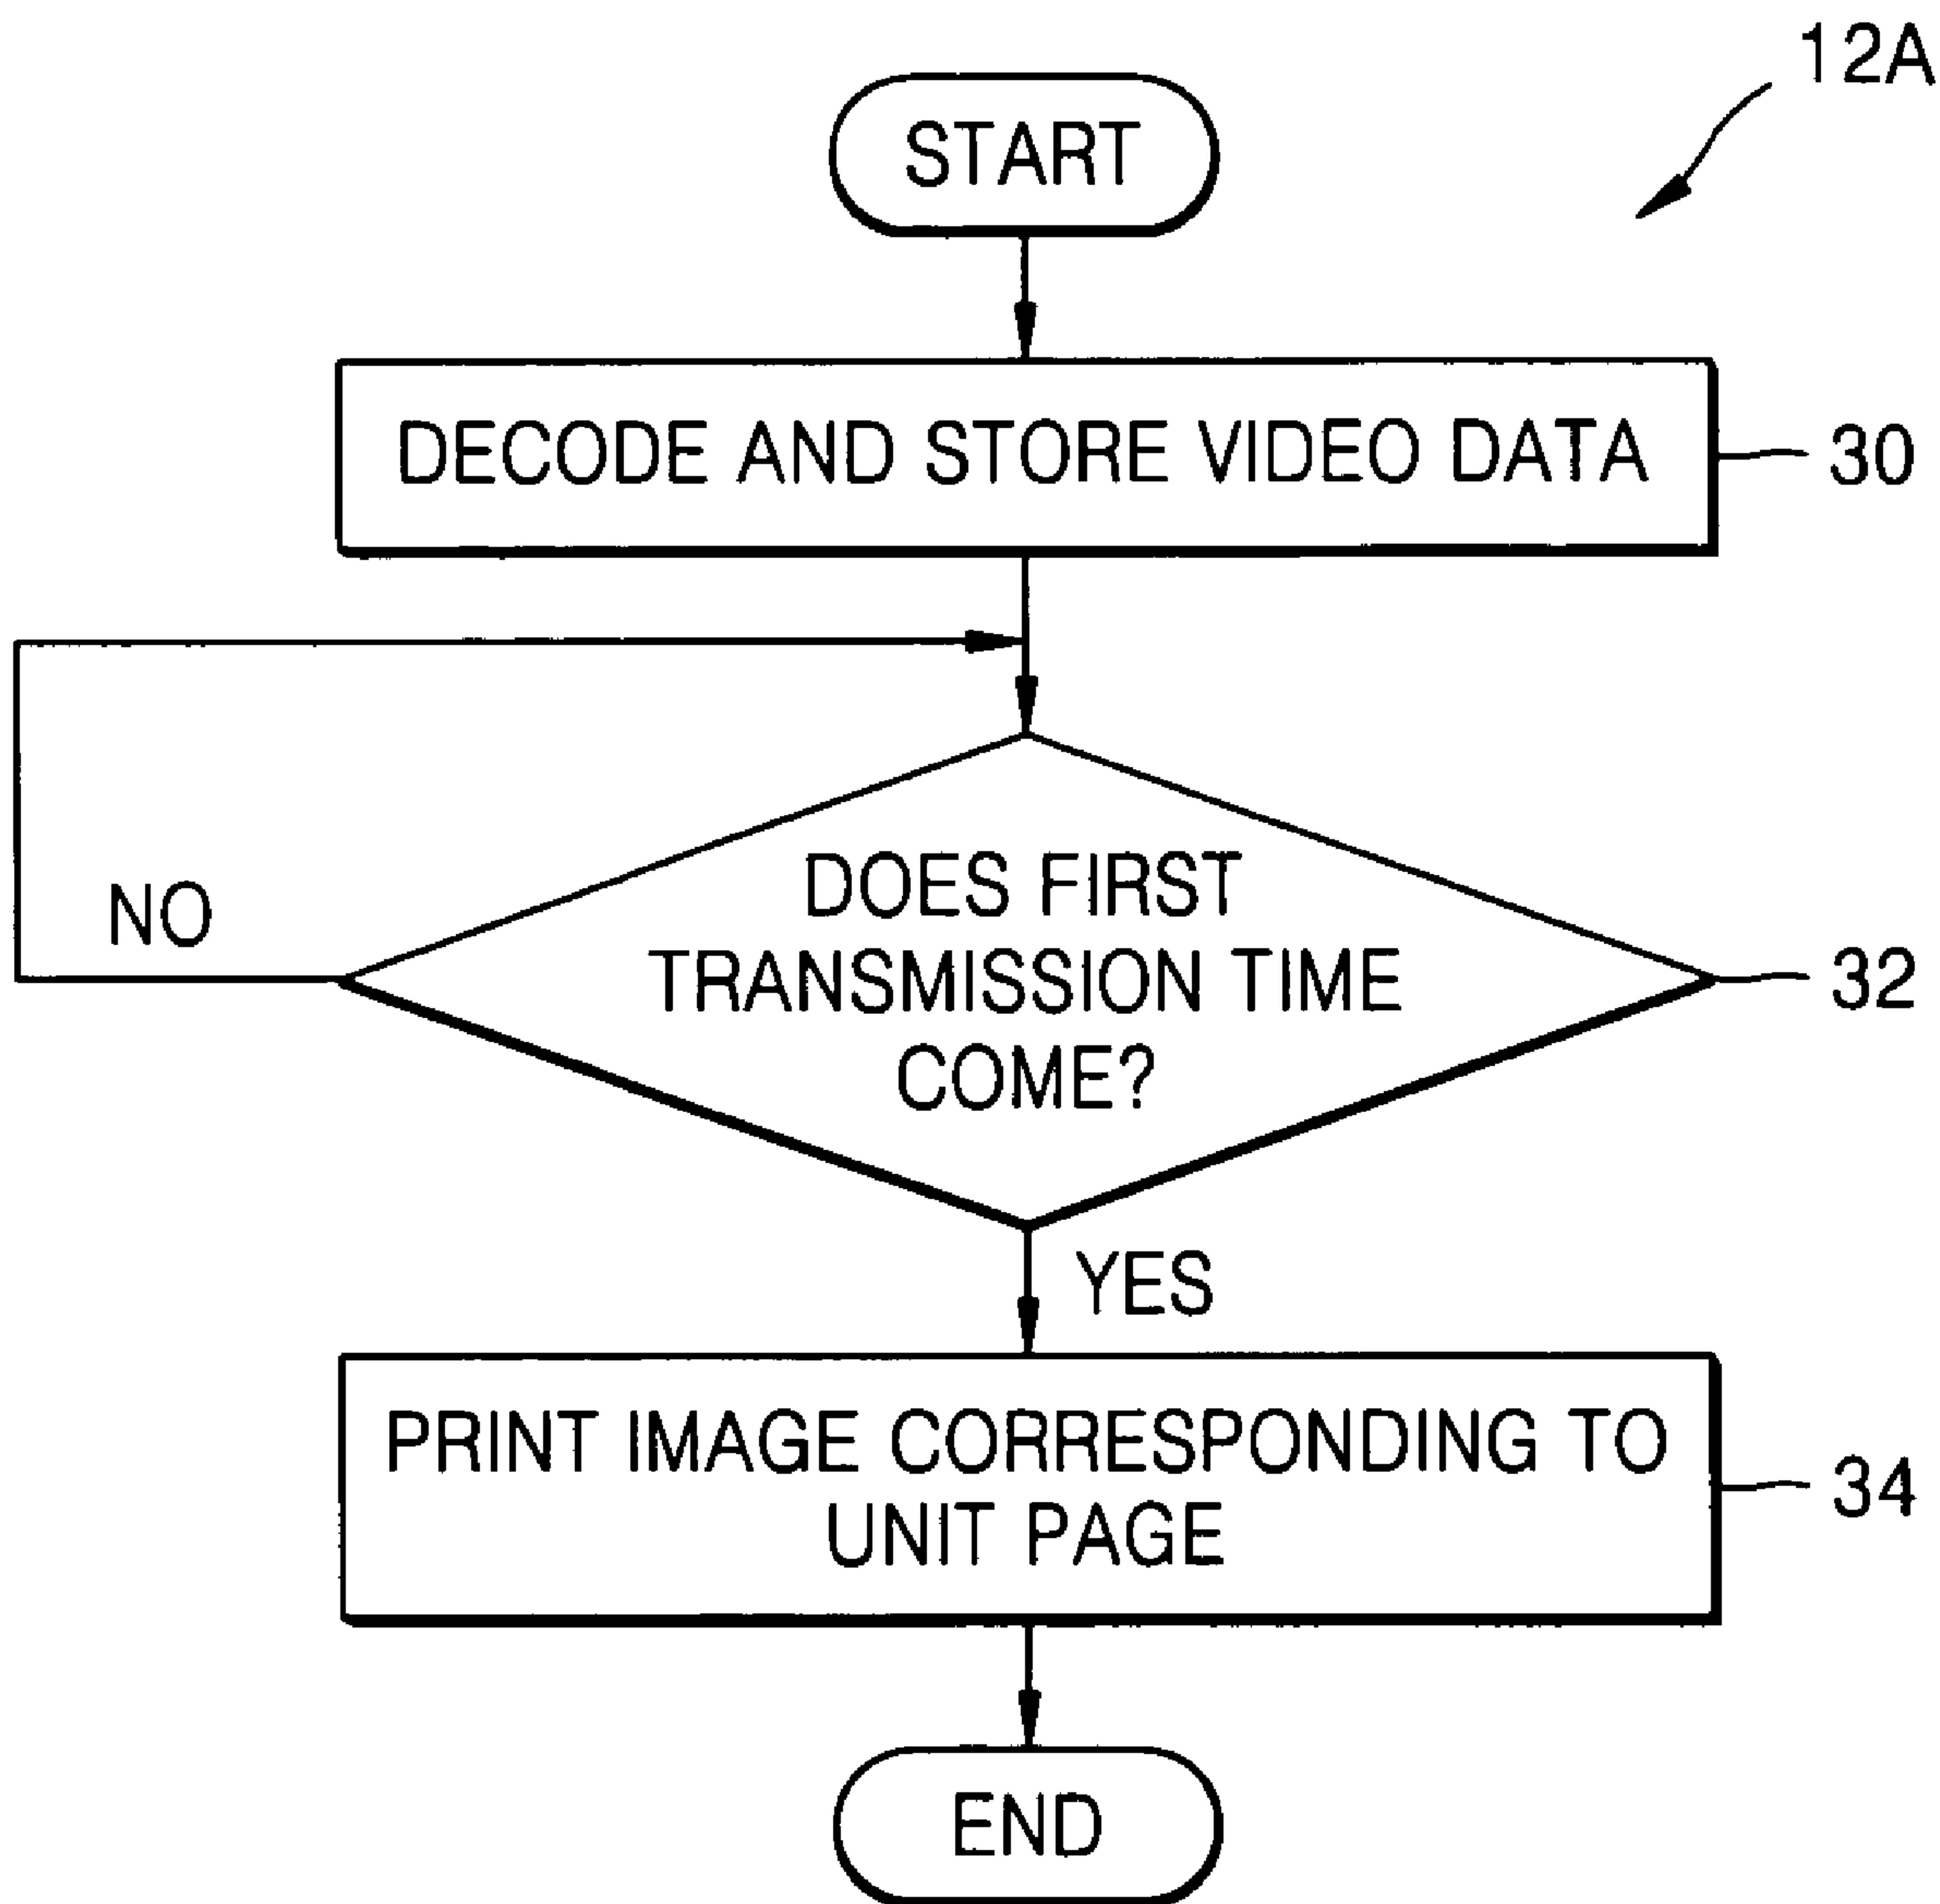 12A
START
DECODE AND STORE VIDEO DATA
30
NO
DOES FIRST
TRANSMISSION TIME
COME?
32
YES
PRINT IMAGE CORRESPONDING TO
UNIT PAGE
34
END